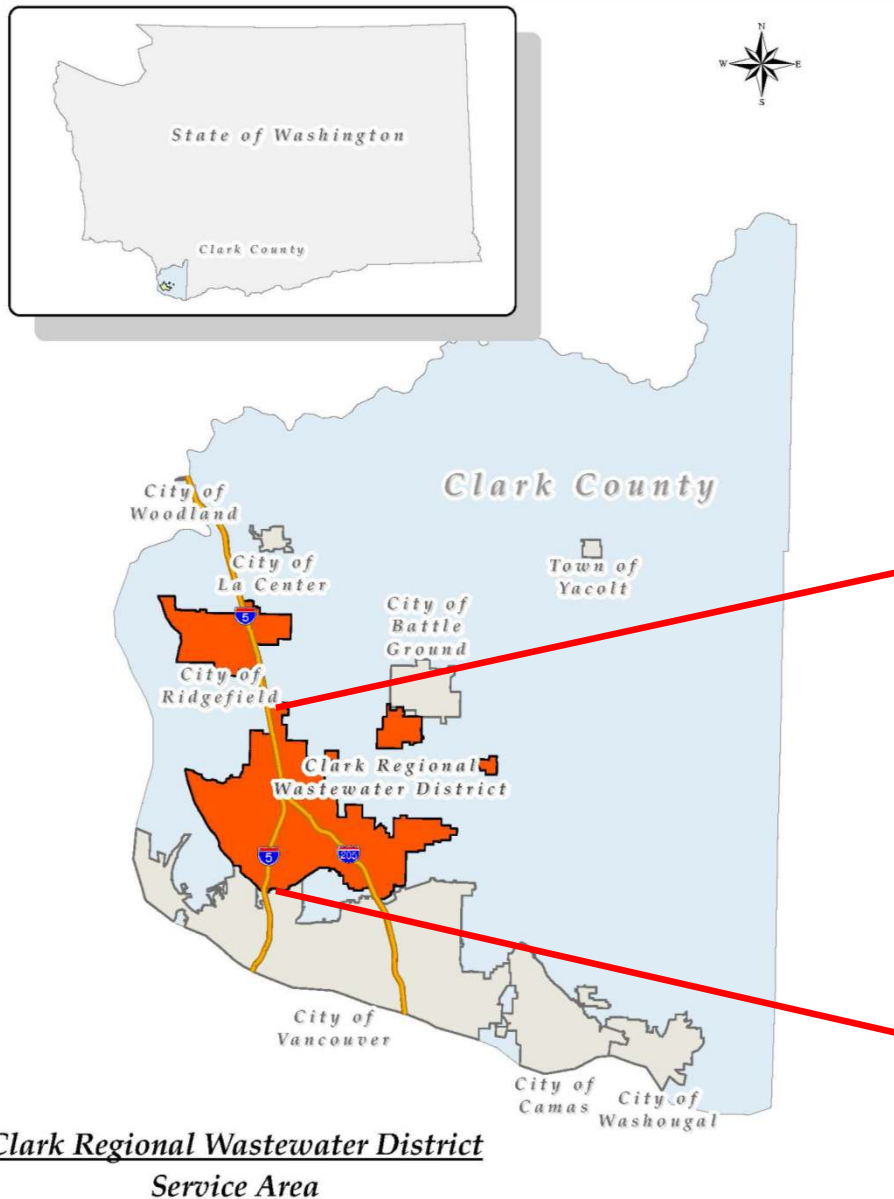 State of Washington
Clark County
N
W
E
S
Clark County
City of
Woodland
City of
La Center
Town of
Yacolt
City of
Battle
Ground
5
City of
Ridgefield
Clark Regional
Wastewater District
5
205
City of
Vancouver
City of
Camas
City of
Washougal
Clark Regional Wastewater District
Service Area